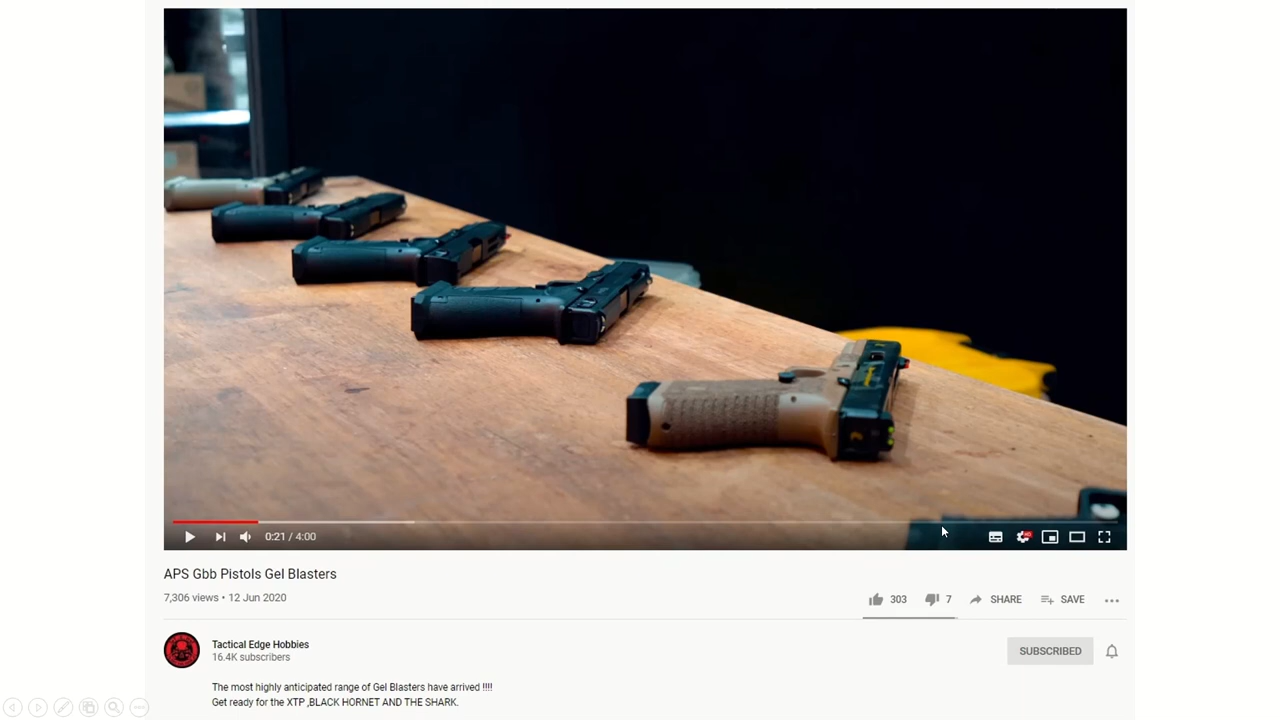 0:21 / 4:00
APS Gbb Pistols Gel Blasters
7,306 views • 12 Jun 2020
303
7
SHARE
SAVE
Tactical Edge Hobbies
16.4K subscribers
SUBSCRIBED
The most highly anticipated range of Gel Blasters have arrived !!!!
Get ready for the XTP ,BLACK HORNET AND THE SHARK.